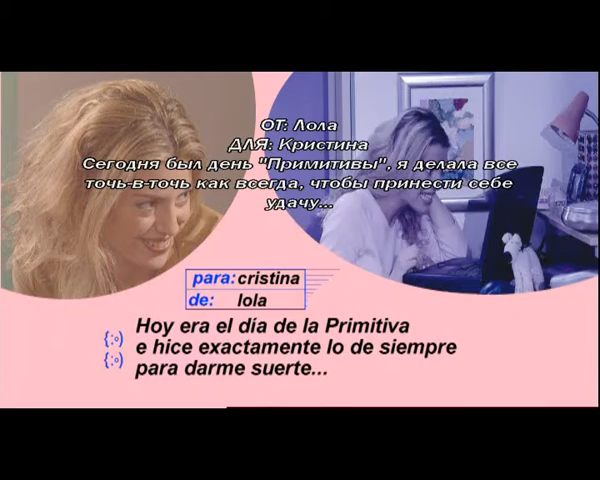 ОТ: Лола
ДЛЯ: Кристина
Сегодня был день "Примитивы", я делала все
точь-в-точь как всегда, чтобы принести себе
удачу...
para: cristina
de: lola
{:o)
{:o)
Hoy era el día de la Primitiva
e hice exactamente lo de siempre
para darme suerte...